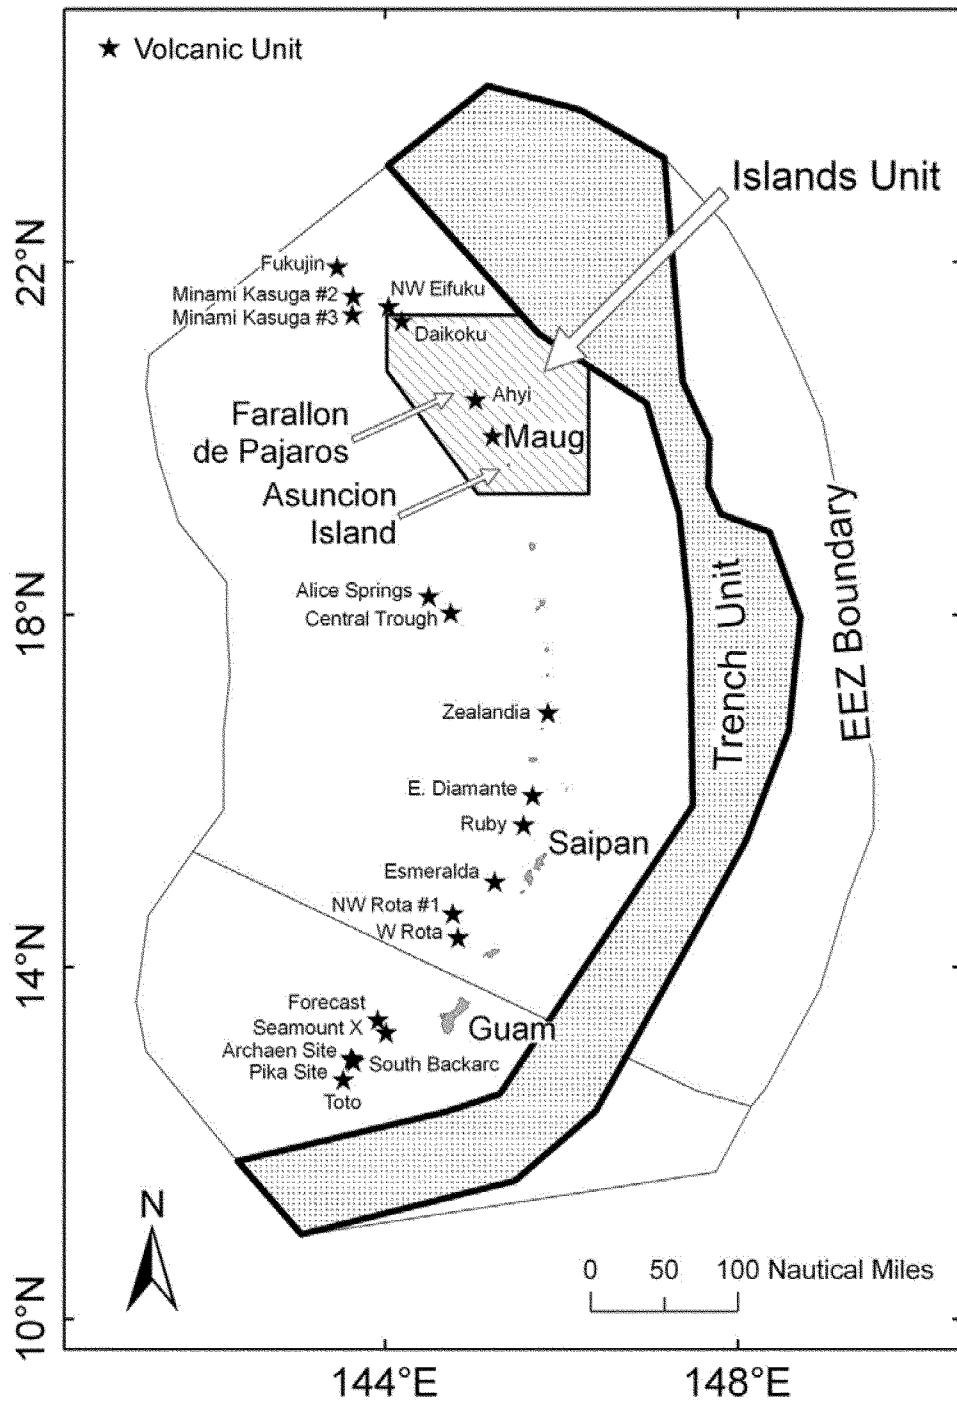 ★ Volcanic Unit
Islands Unit
22°N
Fukujin
Minami Kasuga #2
NW Eifuku
Minami Kasuga #3
Daikoku
Ahyi
Farallon
de Pajaros
Maug
Asuncion
Island
EEZ Boundary
18°N
Alice Springs
Central Trough
Trench Unit
Zealandia
E. Diamante
Ruby
Saipan
Esmeralda
NW Rota #1
W Rota
14°N
Forecast
Seamount X
Guam
Archaen Site
South Backarc
Pika Site
Toto
N
0 50 100 Nautical Miles
10°N
144°E 148°E